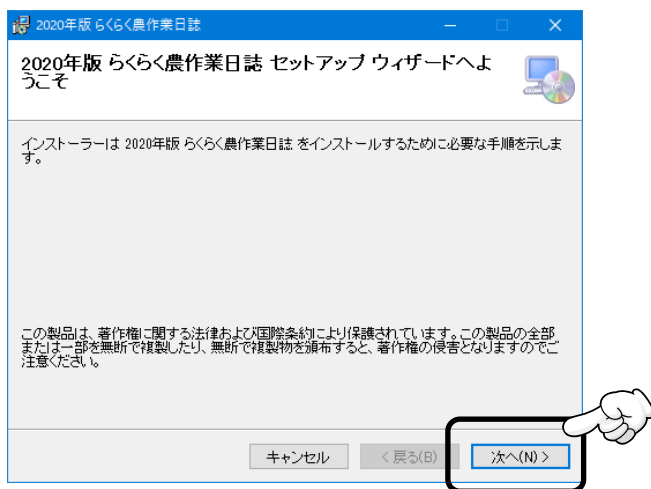 2020年版 らくらく農作業日誌
2020年版 らくらく農作業日誌 セットアップ ウィザードへよ
うこそ
インストーラーは 2020年版 らくらく農作業日誌 をインストールするために必要な手順を示しま
す。
この製品は、著作権に関する法律および国際条約により保護されています。この製品の全部
または一部を無断で複製したり、無断で複製物を頒布すると、著作権の侵害となりますのでご
注意ください。
キャンセル
< 戻る(B)
次へ(N) >